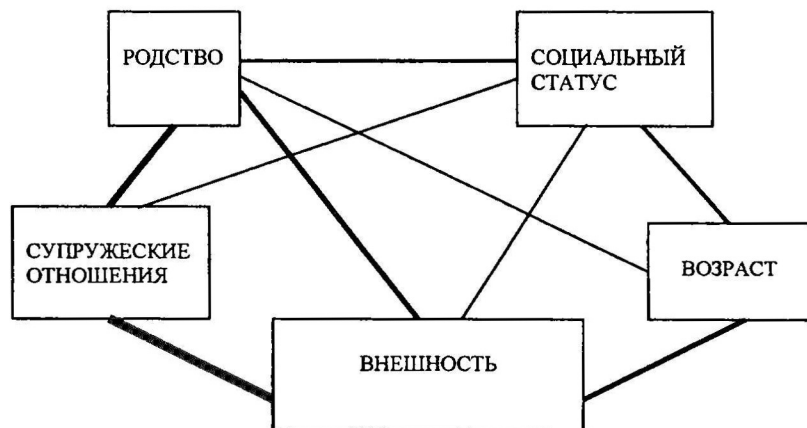 РОДСТВО
СОЦИАЛЬНЫЙ
СТАТУС
СУПРУЖЕСКИЕ
ОТНОШЕНИЯ
ВОЗРАСТ
ВНЕШНОСТЬ